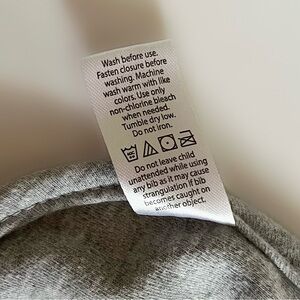 Wash before use.
Fasten closure before
washing. Machine
wash warm with like
colors. Use only
non-chlorine bleach
when needed.
Tumble dry low.
Do not iron.
Do not leave child
unattended while using
any bib as it may cause
strangulation if bib
becomes caught on
another object.